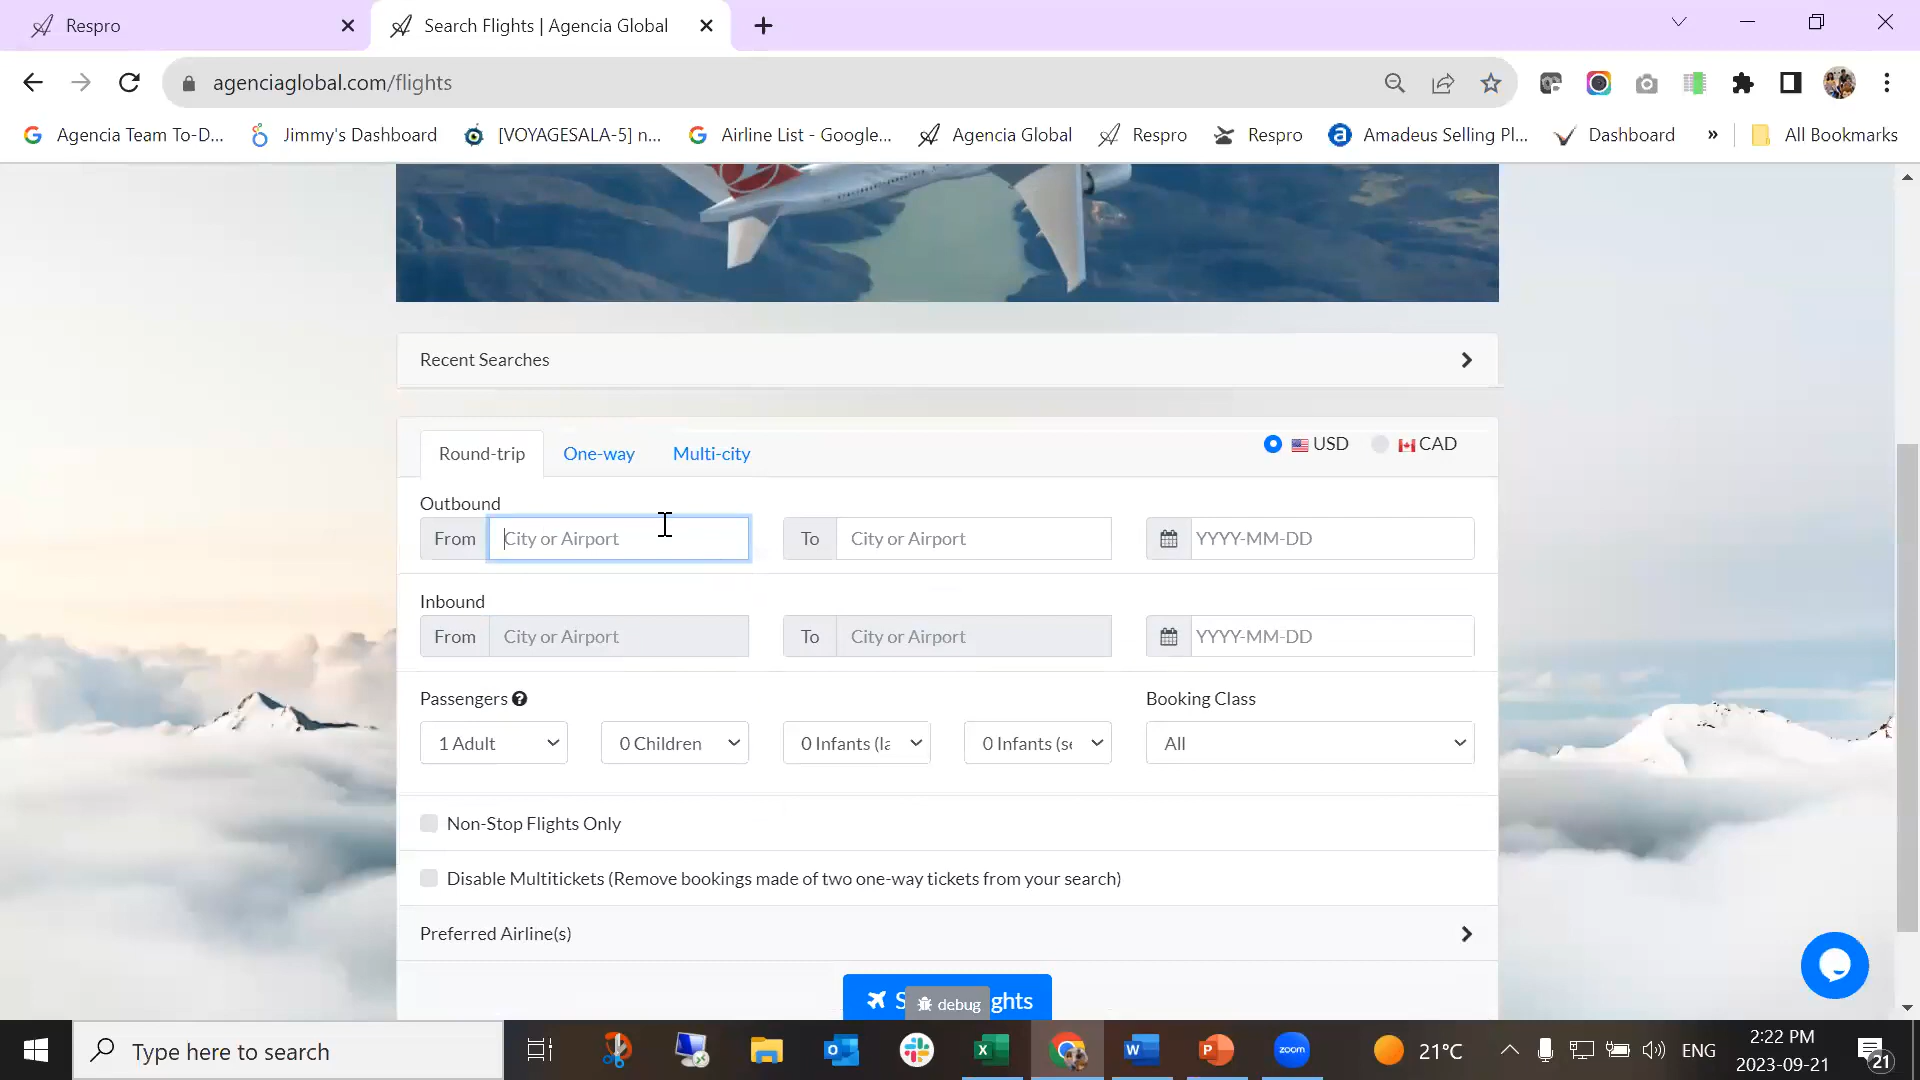 Respro
Search Flights | Agencia Global
agenciaglobal.com/flights
Agencia Team To-D...
Jimmy's Dashboard
[VOYAGESALA-5] n...
Airline List - Google...
Agencia Global
Respro
Respro
Amadeus Selling Pl...
Dashboard
»
All Bookmarks
Recent Searches
Round-trip
One-way
Multi-city
USD
CAD
Outbound
From
City or Airport
To
City or Airport
YYYY-MM-DD
Inbound
From
City or Airport
To
City or Airport
YYYY-MM-DD
Passengers
Booking Class
1 Adult
0 Children
0 Infants (la
0 Infants (se
All
Non-Stop Flights Only
Disable Multitickets (Remove bookings made of two one-way tickets from your search)
Preferred Airline(s)
S
ghts
debug
Type here to search
zoom
21°C
ENG
2:22 PM
2023-09-21
21